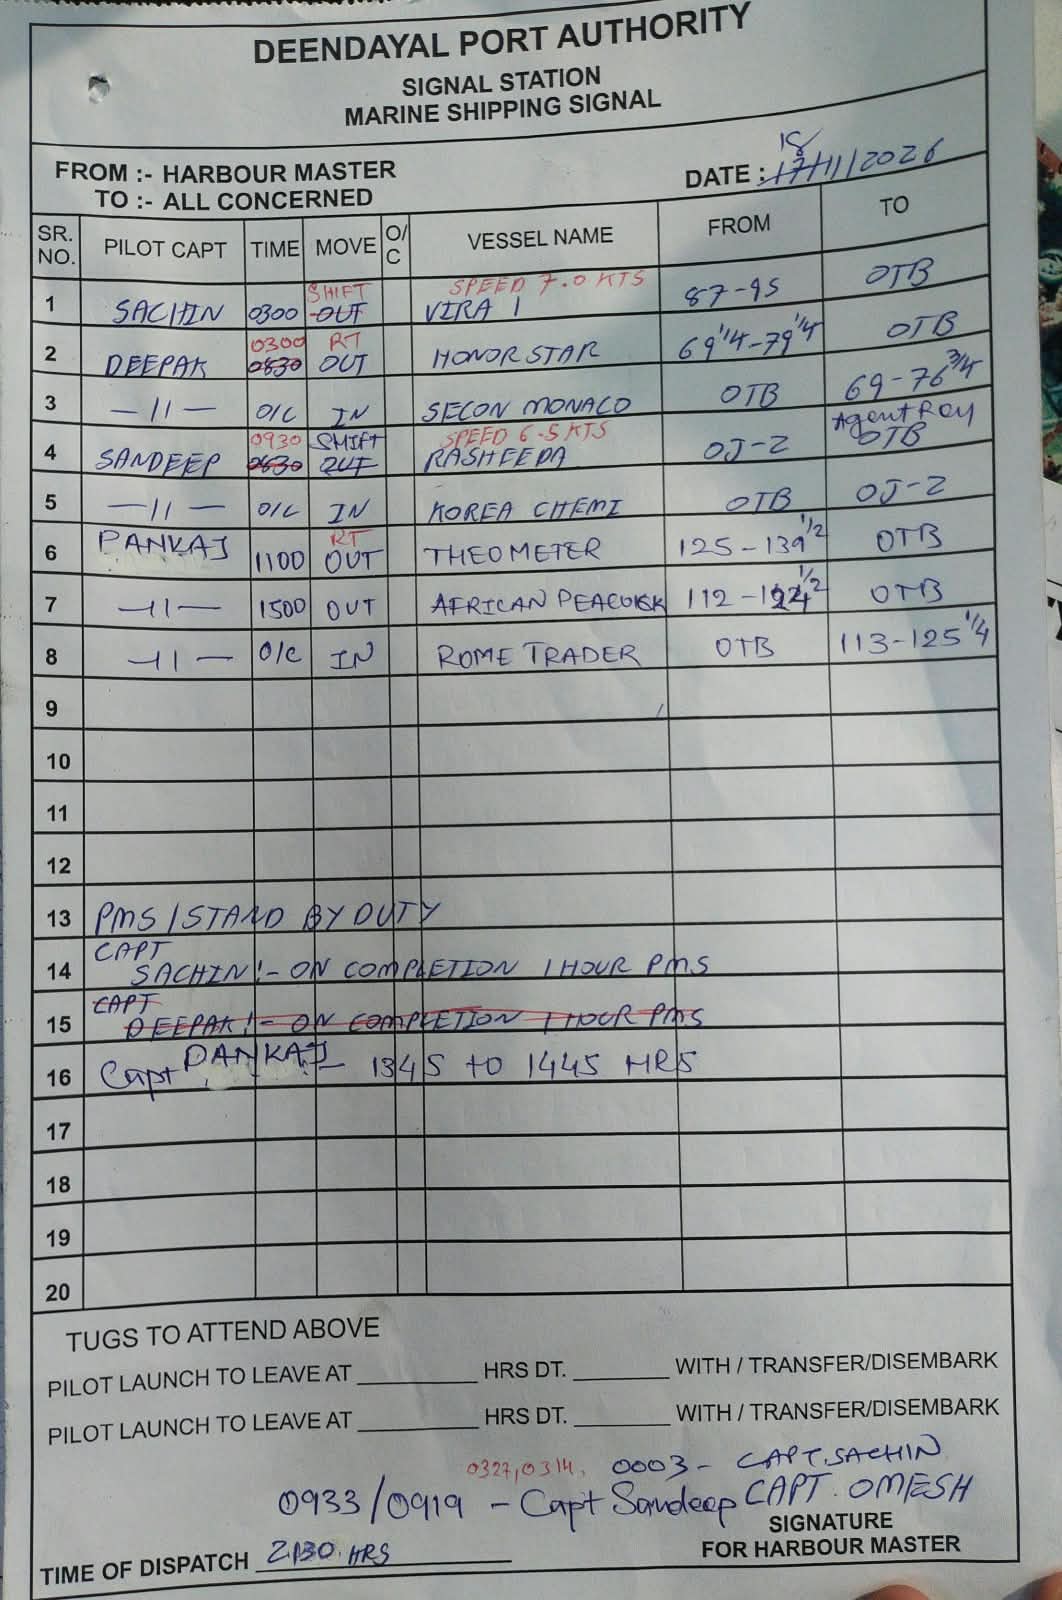 DEENDAYAL PORT AUTHORITY
SIGNAL STATION
MARINE SHIPPING SIGNAL
FROM :- HARBOUR MASTER
TO :- ALL CONCERNED
18
DATE : 17/11/2026
SR. NO. PILOT CAPT TIME MOVE O/C VESSEL NAME FROM TO
SHIFT SPEED 7.0 KTS
1 SACHIN 0300 OUT VIRA 1 87-95 OTB
0300 RT
2 DEEPAK 0830 OUT HONOR STAR 69 1/4-79 1/4 OTB
3 -11- O/C IN SECON MONACO OTB 69-76 3/4
0930 SHIFT SPEED 6.5 KTS Agent Rey
4 SANDEEP 0630 OUT RASHEEDA OJ-2 OTB
5 -11- O/C IN KOREA CHEMI OTB OJ-2
RT
6 PANKAJ 1100 OUT THEOMETER 125-139 1/2 OTB
7 -11- 1500 OUT AFRICAN PEACOCK 112-122 1/2 OTB
8 -11- O/C IN ROME TRADER OTB 113-125 1/4
9
10
11
12
13 PMS / STAND BY DUTY
CAPT
14 SACHIN :- ON COMPLETION 1 HOUR PMS
CAPT
15 DEEPAK :- ON COMPLETION 1 HOUR PMS
16 Capt PANKAJ - 1345 to 1445 HRS
17
18
19
20
TUGS TO ATTEND ABOVE
PILOT LAUNCH TO LEAVE AT HRS DT. WITH / TRANSFER/DISEMBARK
PILOT LAUNCH TO LEAVE AT HRS DT. WITH / TRANSFER/DISEMBARK
0327, 0314, 0003 - CAPT. SACHIN
0933/0919 - Capt Sandeep CAPT. OMESH
SIGNATURE
FOR HARBOUR MASTER
TIME OF DISPATCH 2130 HRS